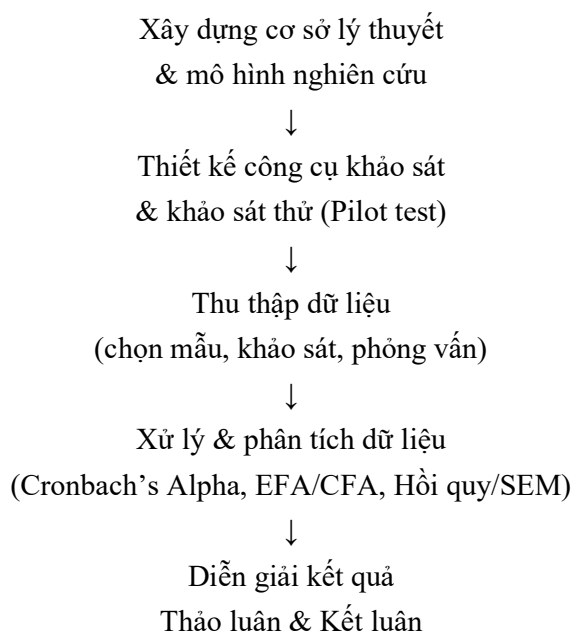 Xây dựng cơ sở lý thuyết
& mô hình nghiên cứu
↓
Thiết kế công cụ khảo sát
& khảo sát thử (Pilot test)
↓
Thu thập dữ liệu
(chọn mẫu, khảo sát, phỏng vấn)
↓
Xử lý & phân tích dữ liệu
(Cronbach’s Alpha, EFA/CFA, Hồi quy/SEM)
↓
Diễn giải kết quả
Thảo luận & Kết luận